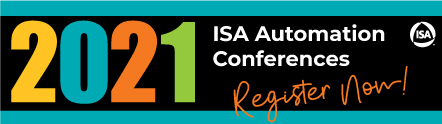 2021
ISA Automation
Conferences
ISA
Register Now!